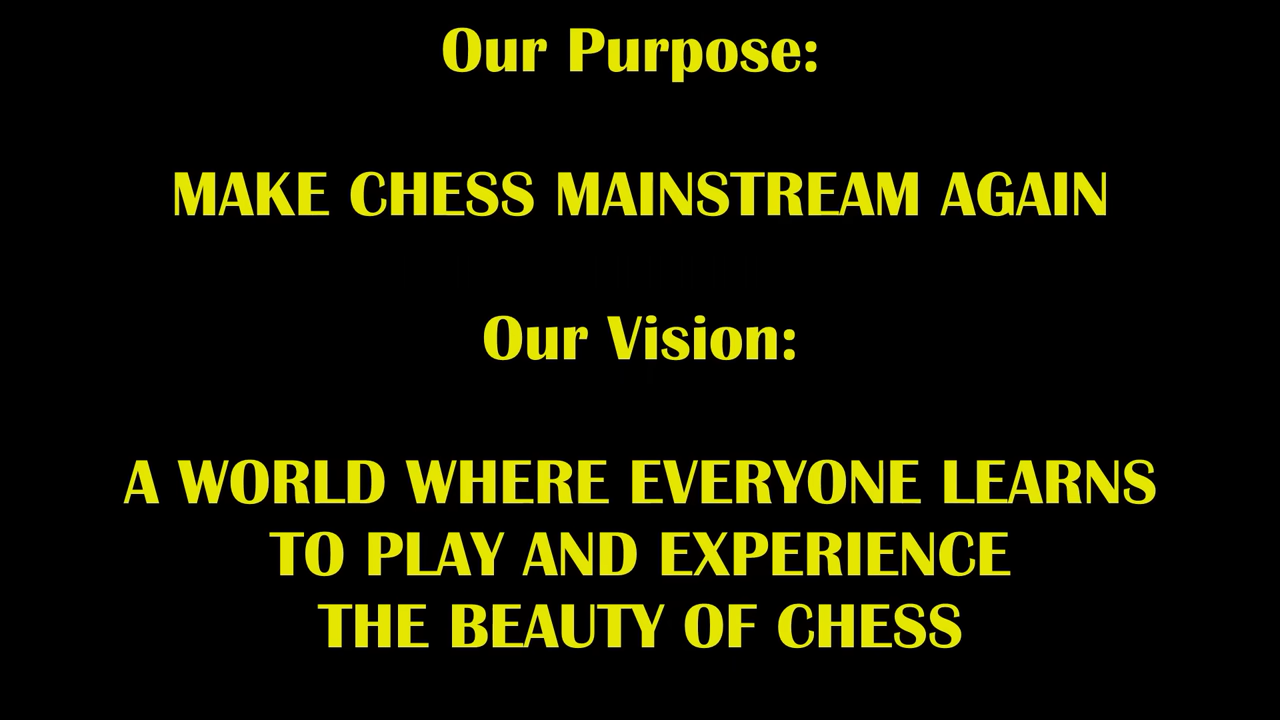 Our Purpose:
MAKE CHESS MAINSTREAM AGAIN
Our Vision:
A WORLD WHERE EVERYONE LEARNS
TO PLAY AND EXPERIENCE
THE BEAUTY OF CHESS